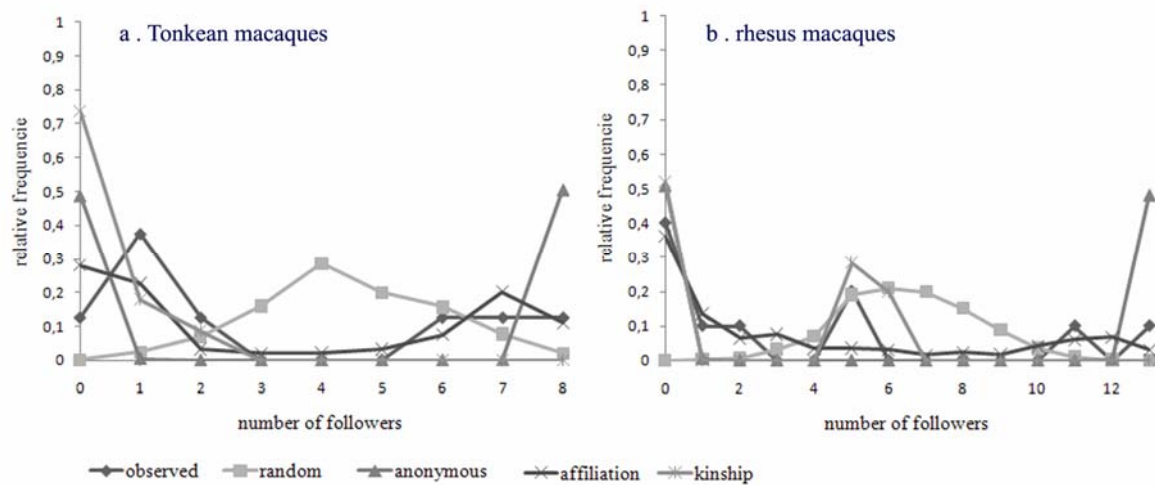 a . Tonkean macaques
1
0,9
0,8
0,7
0,6
0,5
0,4
0,3
0,2
0,1
0
relative frequencie
0 1 2 3 4 5 6 7 8
number of followers
b . rhesus macaques
1
0,9
0,8
0,7
0,6
0,5
0,4
0,3
0,2
0,1
0
relative frequencie
0 2 4 6 8 10 12
number of followers
observed random anonymous affiliation kinship